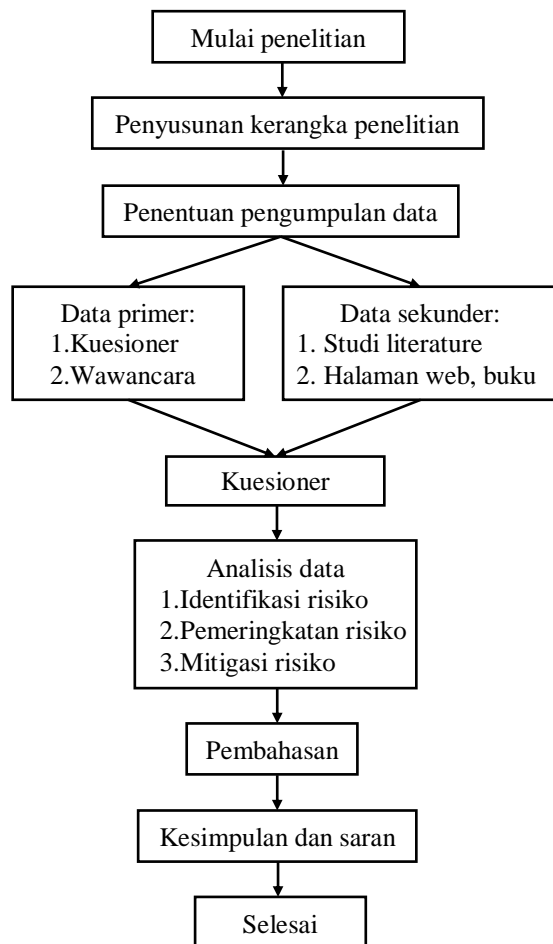 Mulai penelitian
Penyusunan kerangka penelitian
Penentuan pengumpulan data
Data primer:
1.Kuesioner
2.Wawancara
Data sekunder:
1. Studi literature
2. Halaman web, buku
Kuesioner
Analisis data
1.Identifikasi risiko
2.Pemeringkatan risiko
3.Mitigasi risiko
Pembahasan
Kesimpulan dan saran
Selesai